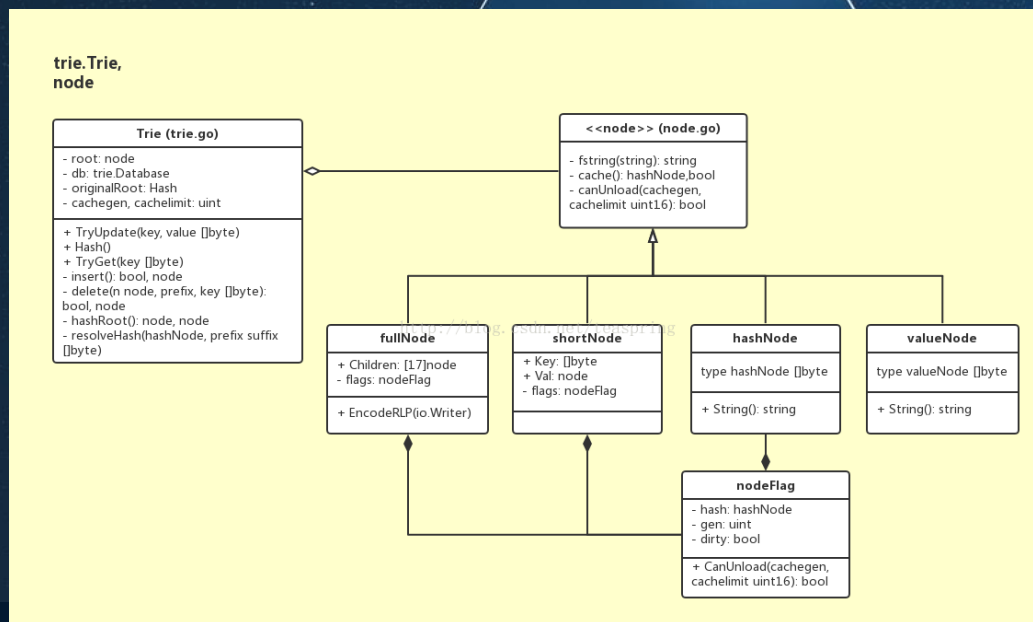 trie.Trie,
node
Trie (trie.go)
- root: node
- db: trie.Database
- originalRoot: Hash
- cachegen, cachelimit: uint
+ TryUpdate(key, value []byte)
+ Hash()
+ TryGet(key []byte)
- insert(): bool, node
- delete(n node, prefix, key []byte):
bool, node
- hashRoot(): node, node
- resolveHash(hashNode, prefix suffix
[]byte)
<<node>> (node.go)
- fstring(string): string
- cache(): hashNode,bool
- canUnload(cachegen,
cachelimit uint16): bool
http://blog.csdn.net/teaspring
fullNode
+ Children: [17]node
- flags: nodeFlag
+ EncodeRLP(io.Writer)
shortNode
+ Key: []byte
+ Val: node
- flags: nodeFlag
hashNode
type hashNode []byte
+ String(): string
valueNode
type valueNode []byte
+ String(): string
nodeFlag
- hash: hashNode
- gen: uint
- dirty: bool
+ CanUnload(cachegen,
cachelimit uint16): bool